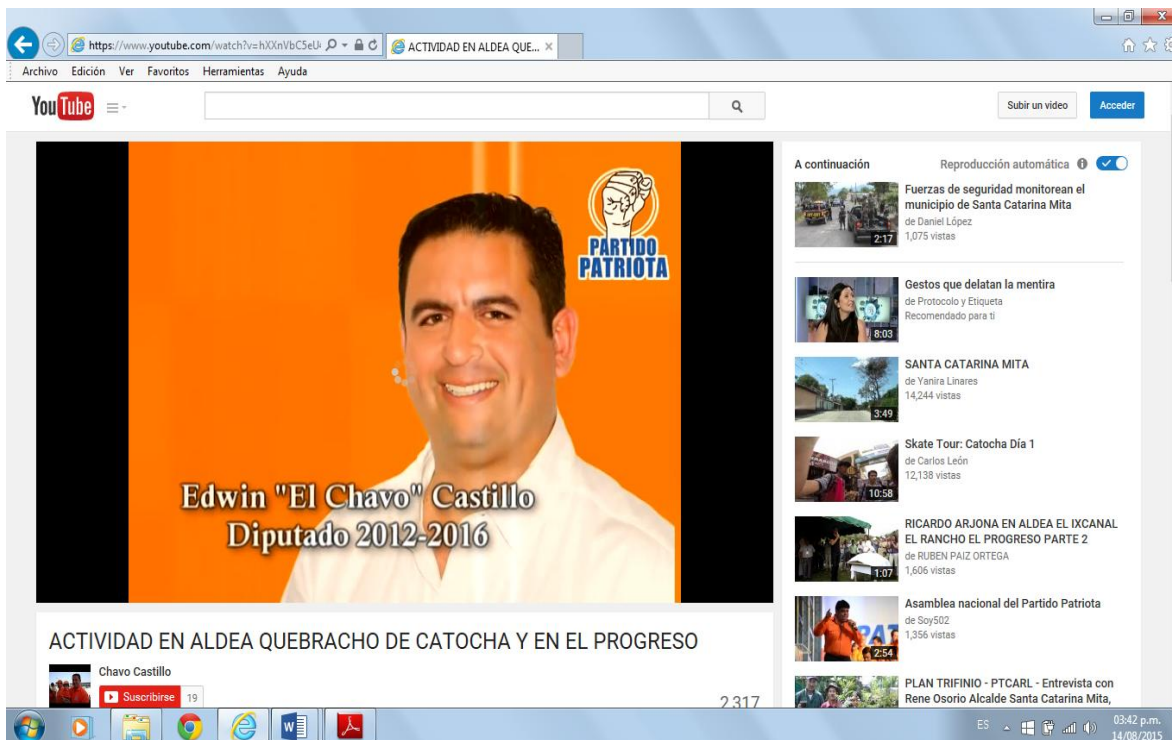 https://www.youtube.com/watch?v=hXXnVbC5eU
ACTIVIDAD EN ALDEA QUE...
Archivo Edición Ver Favoritos Herramientas Ayuda
YouTube
Subir un video
Acceder
PARTIDO
PATRIOTA
Edwin "El Chavo" Castillo
Diputado 2012-2016
ACTIVIDAD EN ALDEA QUEBRACHO DE CATOCHA Y EN EL PROGRESO
Chavo Castillo
Suscribirse 19
2,317
A continuación
Reproducción automática
Fuerzas de seguridad monitorean el
municipio de Santa Catarina Mita
de Daniel López
1,075 vistas
2:17
Gestos que delatan la mentira
de Protocolo y Etiqueta
Recomendado para ti
8:03
SANTA CATARINA MITA
de Yanira Linares
14,244 vistas
3:49
Skate Tour: Catocha Día 1
de Carlos León
12,138 vistas
10:58
RICARDO ARJONA EN ALDEA EL IXCANAL
EL RANCHO EL PROGRESO PARTE 2
de RUBEN PAIZ ORTEGA
1,606 vistas
1:07
Asamblea nacional del Partido Patriota
de Soy502
1,356 vistas
2:54
PLAN TRIFINIO - PTCARL - Entrevista con
Rene Osorio Alcalde Santa Catarina Mita,
ES
03:42 p.m.
14/08/2015